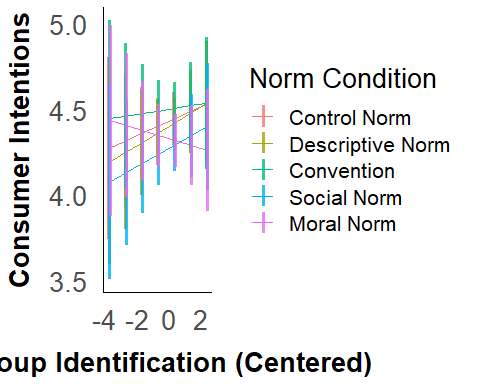 Consumer Intentions
5.0
4.5
4.0
3.5
-4 -2 0 2
oup Identification (Centered)
Norm Condition
Control Norm
Descriptive Norm
Convention
Social Norm
Moral Norm